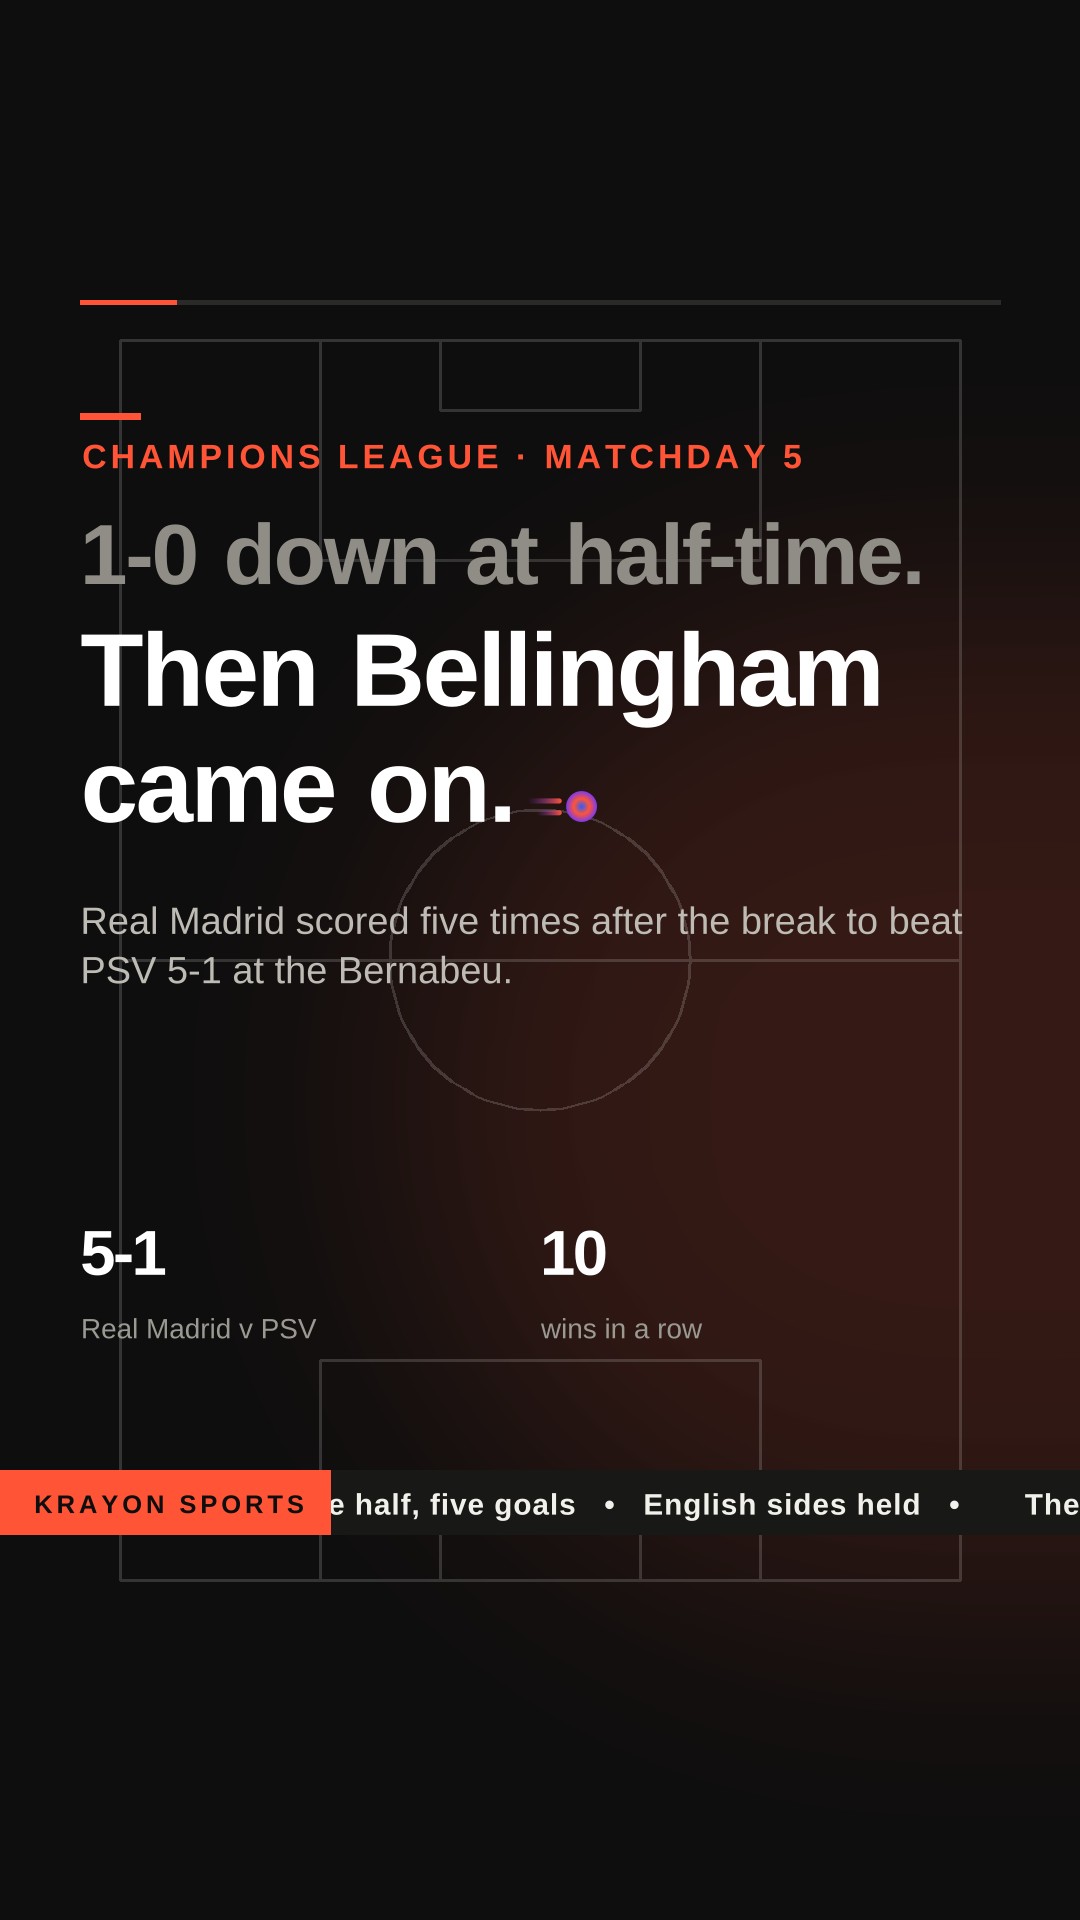 CHAMPIONS LEAGUE · MATCHDAY 5
1-0 down at half-time.
Then Bellingham
came on.
Real Madrid scored five times after the break to beat
PSV 5-1 at the Bernabeu.
5-1
10
Real Madrid v PSV
wins in a row
KRAYON SPORTS
e half, five goals • English sides held • The